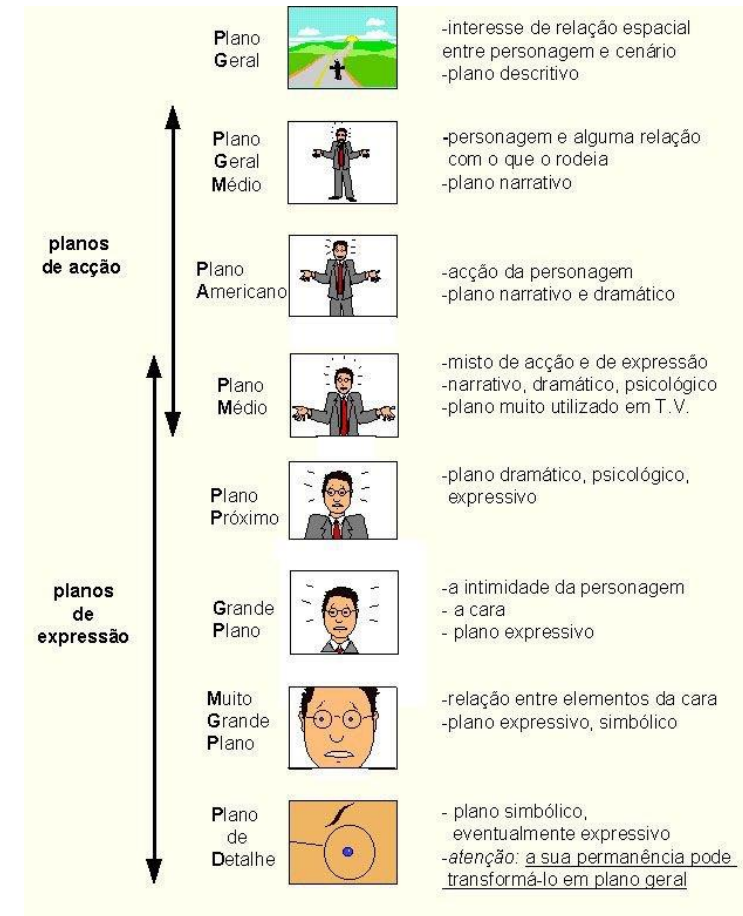 Plano
Geral
-interesse de relação espacial
entre personagem e cenário
-plano descritivo
Plano
Geral
Médio
-personagem e alguma relação
com o que o rodeia
-plano narrativo
planos
de acção
Plano
Americano
-acção da personagem
-plano narrativo e dramático
Plano
Médio
-misto de acção e de expressão
-narrativo, dramático, psicológico
-plano muito utilizado em T.V.
Plano
Próximo
-plano dramático, psicológico,
expressivo
planos
de
expressão
Grande
Plano
-a intimidade da personagem
- a cara
- plano expressivo
Muito
Grande
Plano
-relação entre elementos da cara
-plano expressivo, simbólico
Plano
de
Detalhe
- plano simbólico,
eventualmente expressivo
-atenção: a sua permanência pode
transformá-lo em plano geral